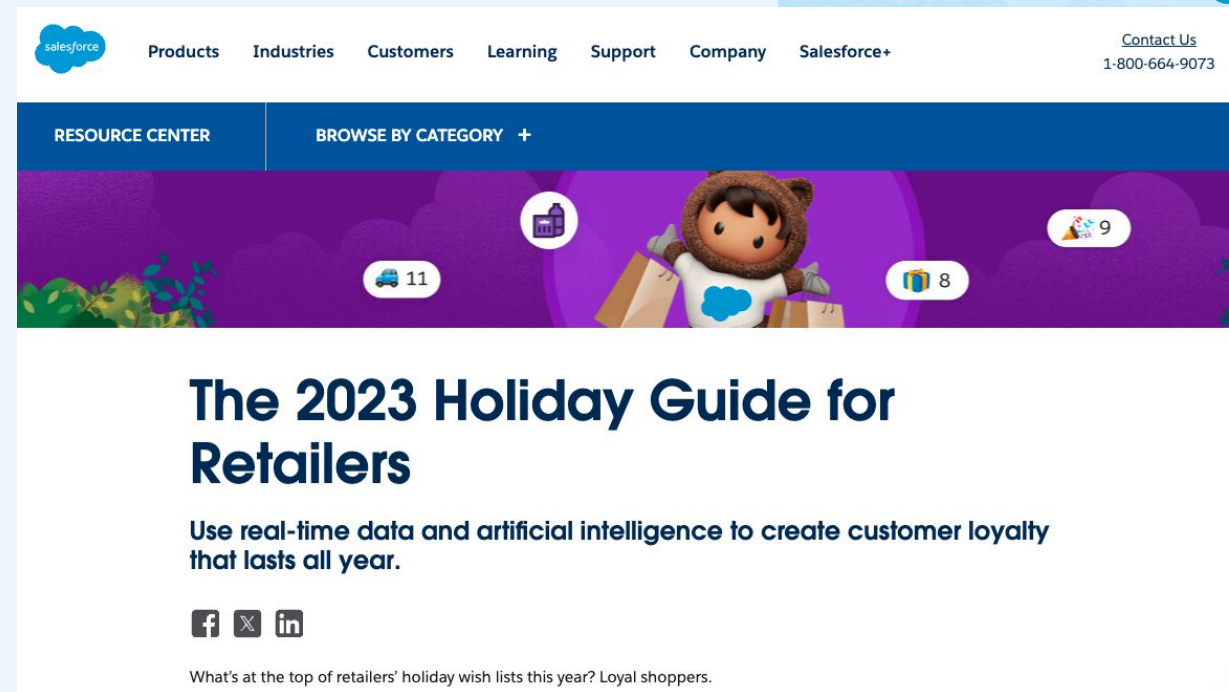 salesforce
Products Industries Customers Learning Support Company Salesforce+
Contact Us
1-800-664-9073
RESOURCE CENTER BROWSE BY CATEGORY +
9
11
8
The 2023 Holiday Guide for
Retailers
Use real-time data and artificial intelligence to create customer loyalty
that lasts all year.
What's at the top of retailers' holiday wish lists this year? Loyal shoppers.